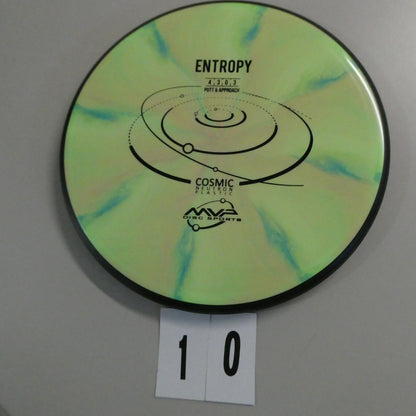 ENTROPY
4.3.0.3
PUTT & APPROACH
COSMIC
NEUTRON
PLASTIC
MVP
DISC SPORTS
1 0